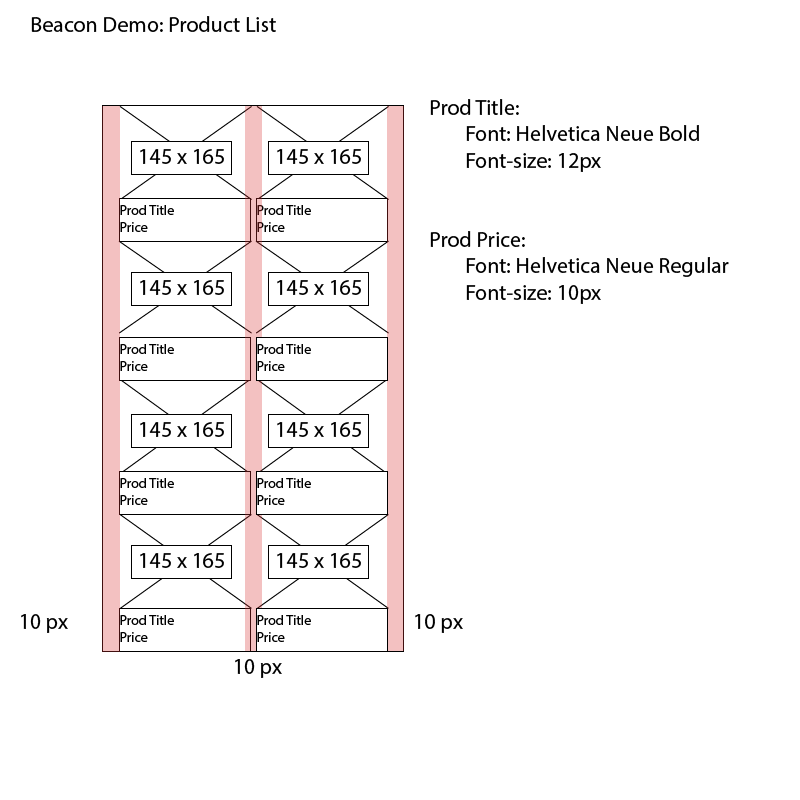 Beacon Demo: Product List
Prod Title:
Font: Helvetica Neue Bold
Font-size: 12px
145 x 165
145 x 165
Prod Title
Price
Prod Title
Price
Prod Price:
Font: Helvetica Neue Regular
Font-size: 10px
145 x 165
145 x 165
Prod Title
Price
Prod Title
Price
145 x 165
145 x 165
Prod Title
Price
Prod Title
Price
145 x 165
145 x 165
Prod Title
Price
Prod Title
Price
10 px
10 px
10 px